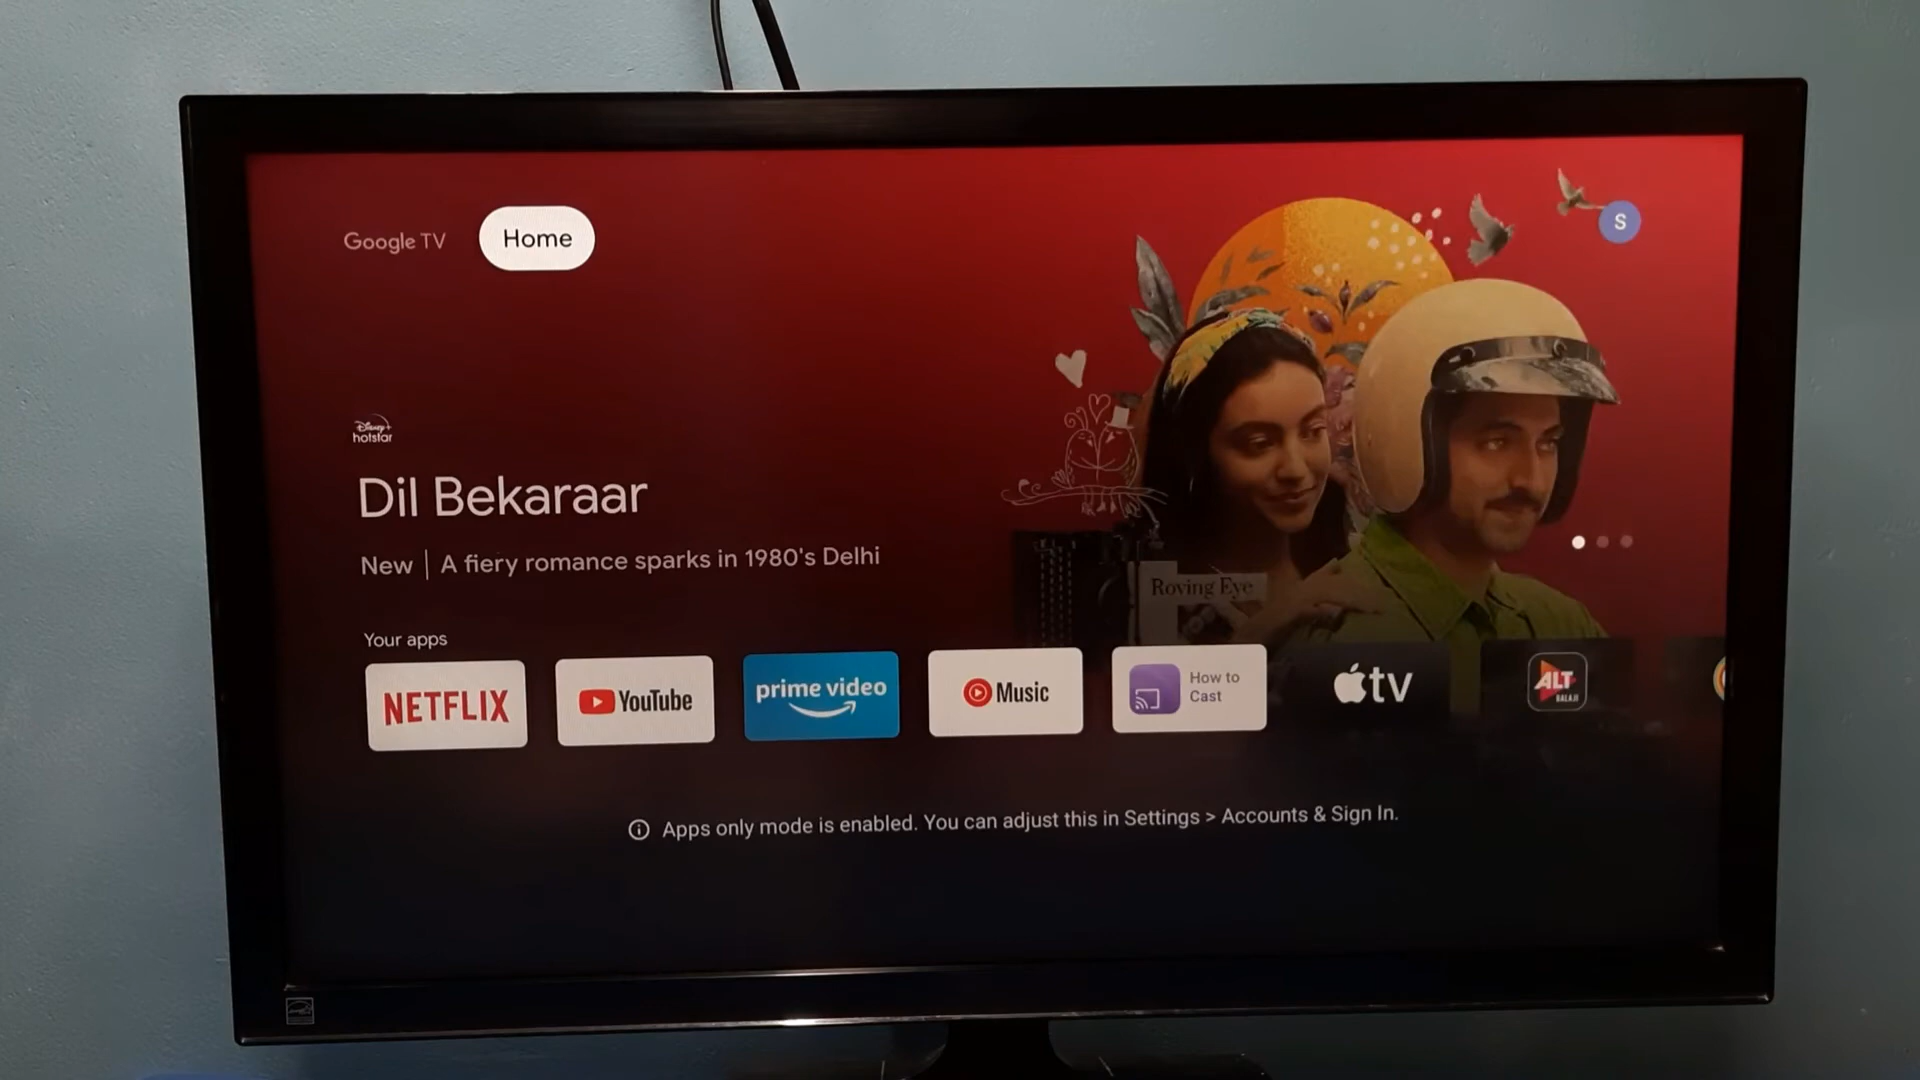 Google TV
Home
S
Disney+
hotstar
Dil Bekaraar
New | A fiery romance sparks in 1980's Delhi
Roving Eye
Your apps
NETFLIX
YouTube
prime video
Music
How to
Cast
tv
ALT
BALAJI
Apps only mode is enabled. You can adjust this in Settings > Accounts & Sign In.